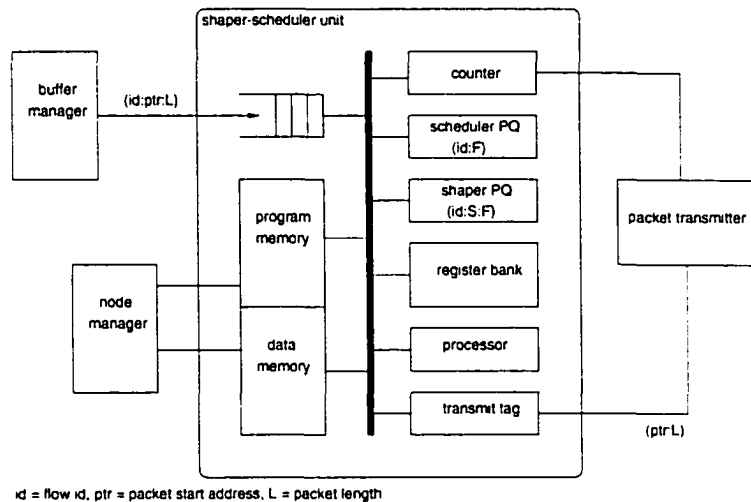 shaper-scheduler unit
buffer
manager
(id:ptr:L)
counter
scheduler PQ
(id:F)
shaper PQ
(id:S:F)
program
memory
packet transmitter
register bank
node
manager
data
memory
processor
transmit tag
(ptr:L)
id = flow id, ptr = packet start address, L = packet length